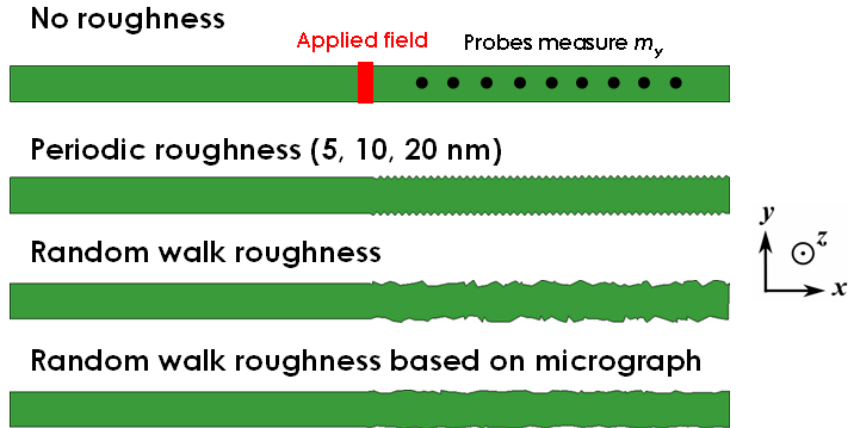 No roughness
Applied field
Probes measure my
Periodic roughness (5, 10, 20 nm)
Random walk roughness
y
z
x
Random walk roughness based on micrograph